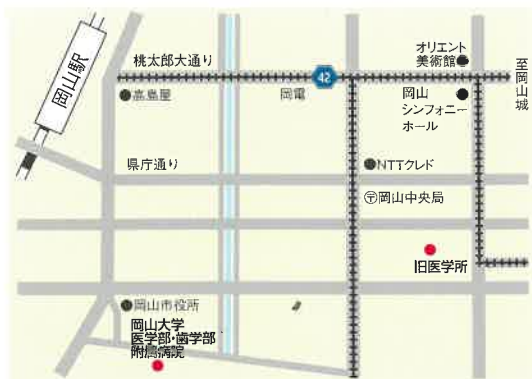 岡山駅
桃太郎大通り
42
オリエント
美術館
至岡山城
高島屋
岡電
岡山
シンフォニー
ホール
県庁通り
NTTクレド
〒岡山中央局
旧医学所
岡山市役所
岡山大学
医学部・歯学部
附属病院